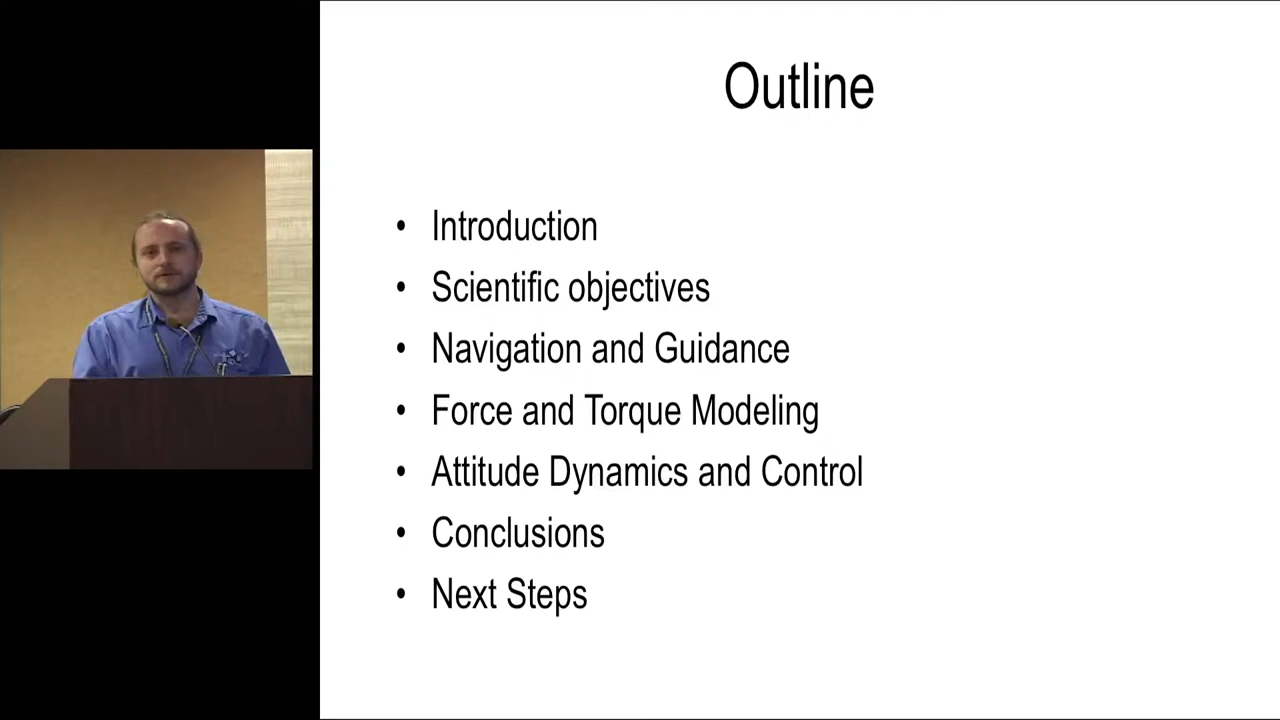 Outline
• Introduction
• Scientific objectives
• Navigation and Guidance
• Force and Torque Modeling
• Attitude Dynamics and Control
• Conclusions
• Next Steps